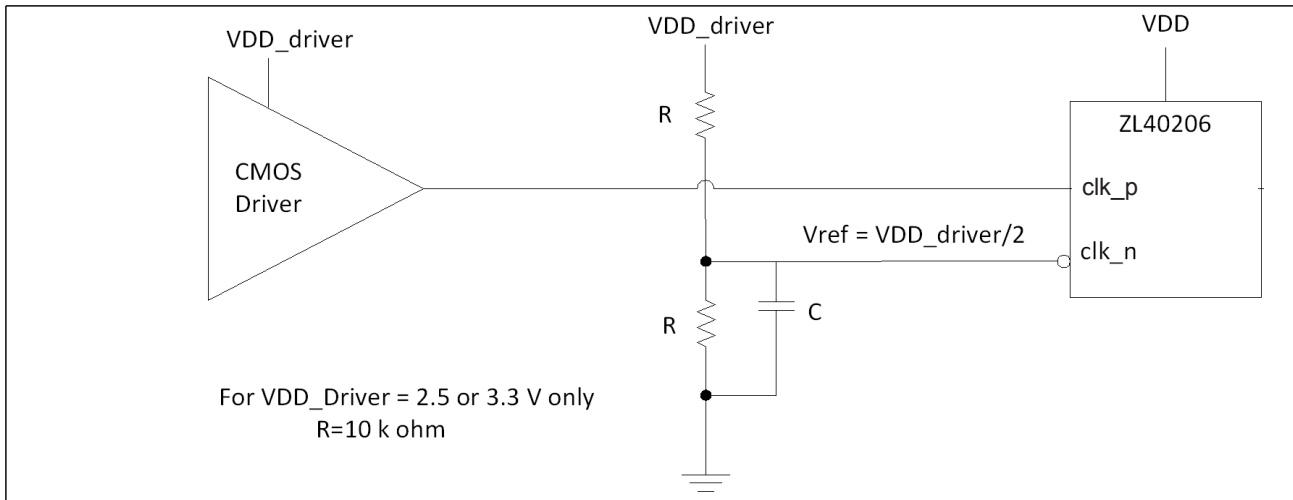 VDD_driver
VDD_driver
VDD
R
ZL40206
CMOS
Driver
clk_p
Vref = VDD_driver/2
clk_n
R
C
For VDD_Driver = 2.5 or 3.3 V only
R=10 k ohm